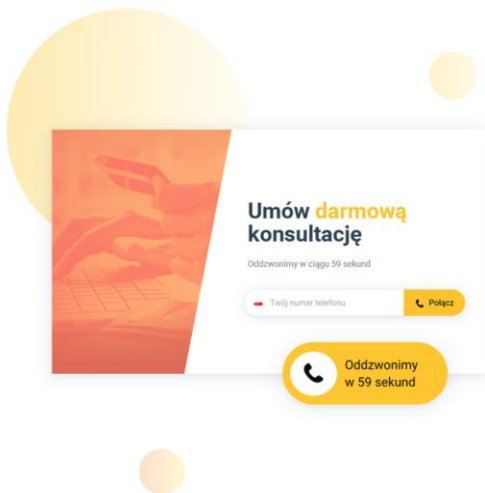 Umów darmową
konsultację
Oddzwonimy w ciągu 59 sekund
Twój numer telefonu
Połącz
Oddzwonimy
w 59 sekund